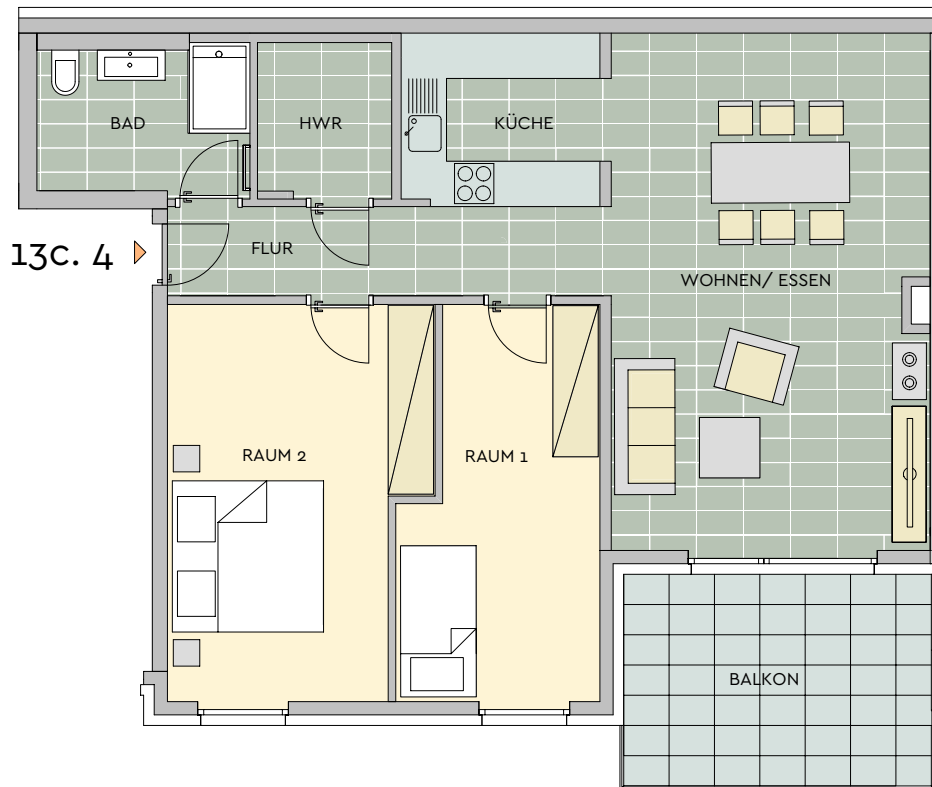 BAD
HWR
KÜCHE
13c. 4
FLUR
WOHNEN/ ESSEN
RAUM 2
RAUM 1
BALKON